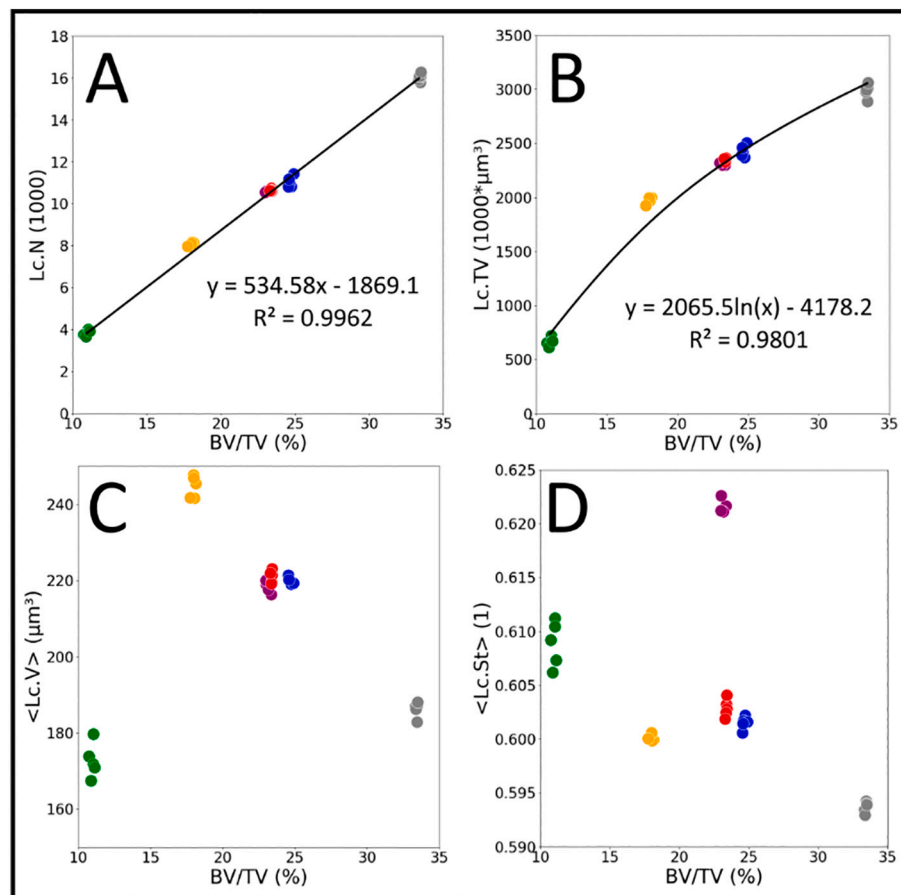 A
Lc.N (1000)
18
16
14
12
10
8
6
4
2
0
y = 534.58x - 1869.1
R² = 0.9962
10 15 20 25 30 35
BV/TV (%)
B
Lc.TV (1000*µm³)
3500
3000
2500
2000
1500
1000
500
0
y = 2065.5ln(x) - 4178.2
R² = 0.9801
10 15 20 25 30 35
BV/TV (%)
C
<Lc.V> (µm³)
240
220
200
180
160
10 15 20 25 30 35
BV/TV (%)
D
<Lc.St> (1)
0.625
0.620
0.615
0.610
0.605
0.600
0.595
0.590
10 15 20 25 30 35
BV/TV (%)